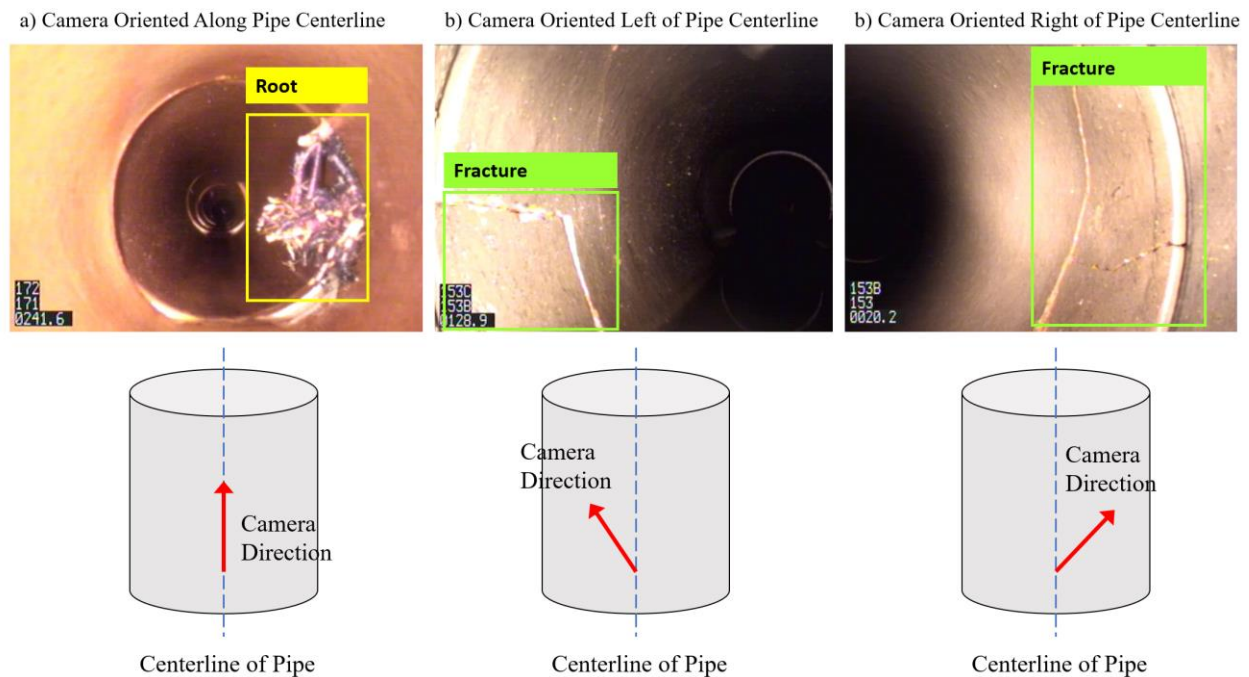 a) Camera Oriented Along Pipe Centerline
b) Camera Oriented Left of Pipe Centerline
b) Camera Oriented Right of Pipe Centerline
Root
172
171
0241.6
Fracture
153C
153B
0128.9
Fracture
153B
153
0020.2
Camera
Direction
Centerline of Pipe
Camera
Direction
Centerline of Pipe
Camera
Direction
Centerline of Pipe